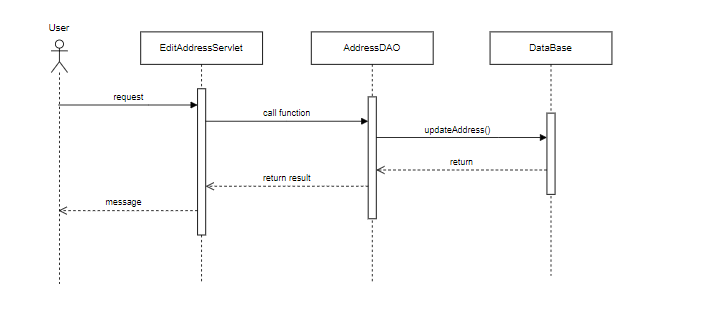 User
EditAddressServlet
AddressDAO
DataBase
request
call function
updateAddress()
return
return result
message